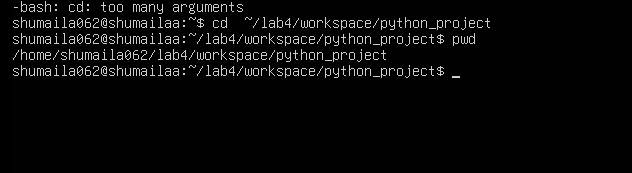 -bash: cd: too many arguments
shumaila062@shumailaa:~$ cd  ~/lab4/workspace/python_project
shumaila062@shumailaa:~/lab4/workspace/python_project$ pwd
/home/shumaila062/lab4/workspace/python_project
shumaila062@shumailaa:~/lab4/workspace/python_project$ _